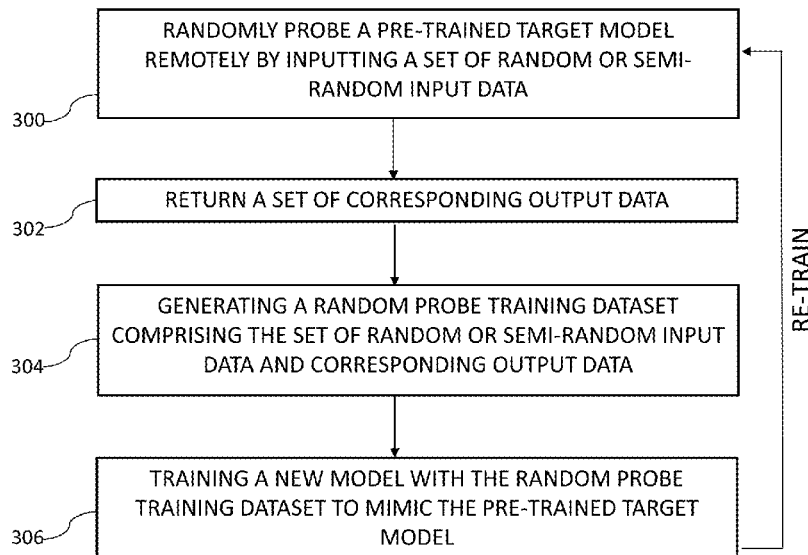 RANDOMLY PROBE A PRE-TRAINED TARGET MODEL
REMOTELY BY INPUTTING A SET OF RANDOM OR SEMI-
RANDOM INPUT DATA
300
RETURN A SET OF CORRESPONDING OUTPUT DATA
302
GENERATING A RANDOM PROBE TRAINING DATASET
COMPRISING THE SET OF RANDOM OR SEMI-RANDOM INPUT
DATA AND CORRESPONDING OUTPUT DATA
304
TRAINING A NEW MODEL WITH THE RANDOM PROBE
TRAINING DATASET TO MIMIC THE PRE-TRAINED TARGET
MODEL
306
RE-TRAIN